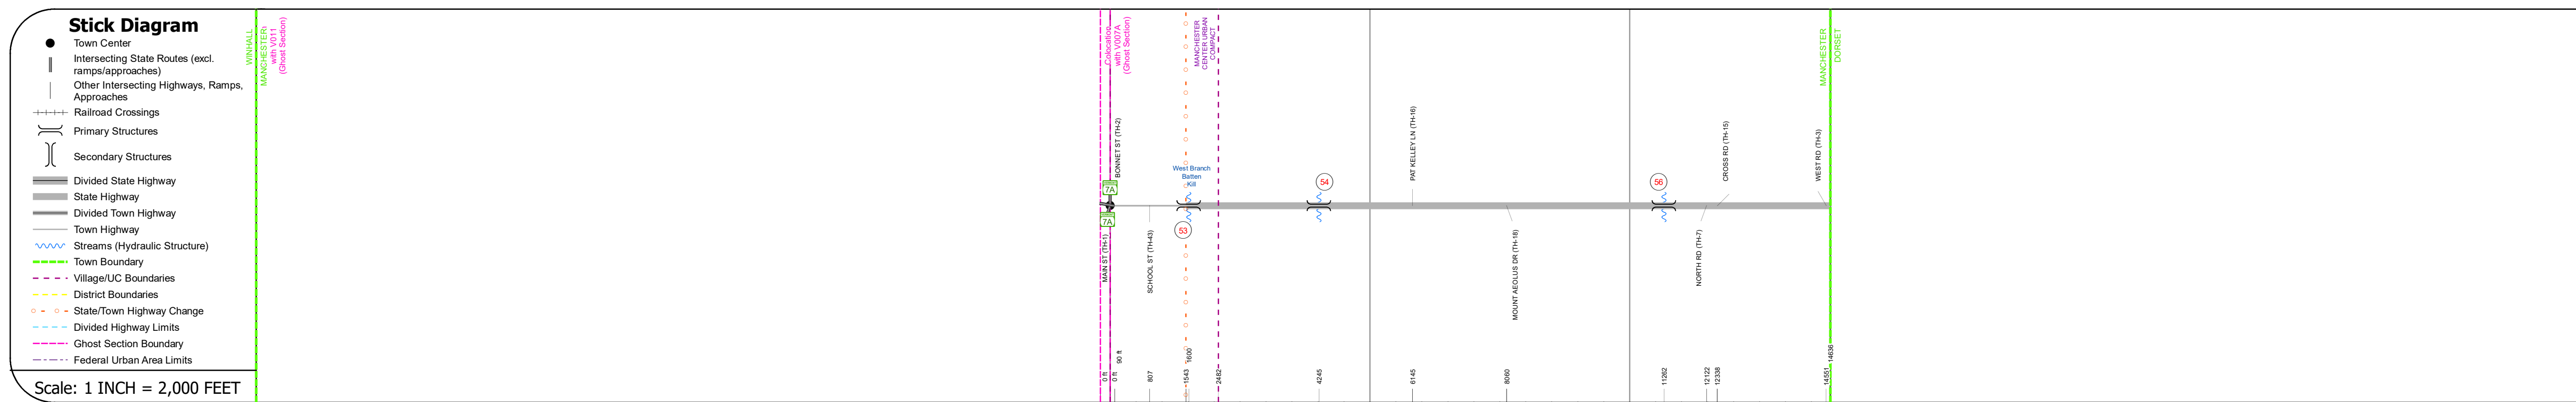 Stick Diagram
Town Center
Intersecting State Routes (excl.
ramps/approaches)
Other Intersecting Highways, Ramps,
Approaches
Railroad Crossings
Primary Structures
Secondary Structures
Divided State Highway
State Highway
Divided Town Highway
Town Highway
Streams (Hydraulic Structure)
Town Boundary
Village/UC Boundaries
District Boundaries
State/Town Highway Change
Divided Highway Limits
Ghost Section Boundary
Federal Urban Area Limits
Scale: 1 INCH = 2,000 FEET
WINHALL
MANCHESTER
with V011
(Ghost Section)
Colocation
with V007A
(Ghost Section)
MANCHESTER
CENTER URBAN
COMPACT
MANCHESTER
DORSET
BONNET ST (TH-2)
7A
7A
MAIN ST (TH-1)
SCHOOL ST (TH-43)
West Branch
Batten
Kill
53
54
PAT KELLEY LN (TH-16)
MOUNT AEOLUS DR (TH-18)
56
NORTH RD (TH-7)
CROSS RD (TH-15)
WEST RD (TH-3)
0 ft
0 ft
90 ft
807
1543
1600
2482
4245
6145
8060
11262
12122
12338
14551
14636